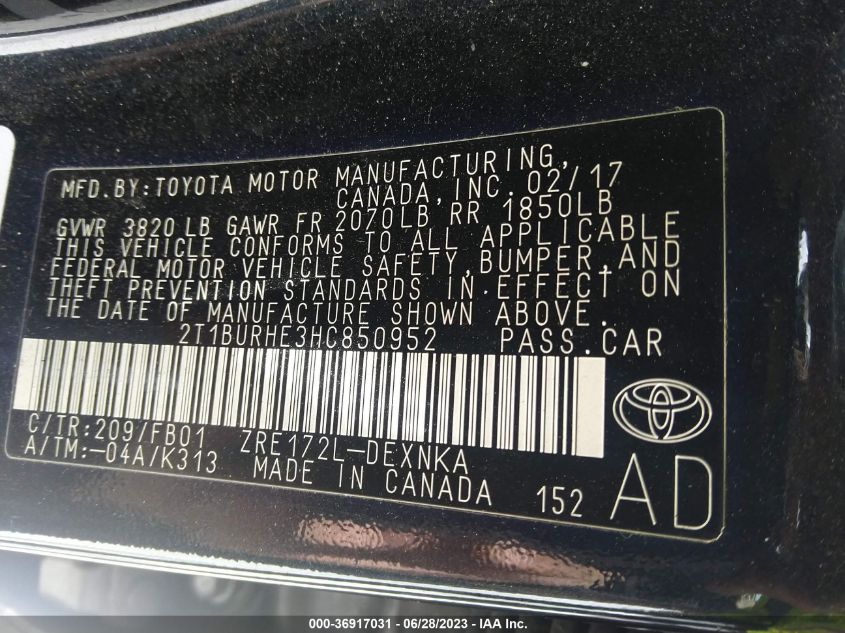 MFD.BY:TOYOTA MOTOR MANUFACTURING,
CANADA,INC. 02/17
GVWR 3820 LB GAWR FR 2070LB RR 1850LB
THIS VEHICLE CONFORMS TO ALL APPLICABLE
FEDERAL MOTOR VEHICLE SAFETY,BUMPER,AND
THEFT PREVENTION STANDARDS IN EFFECT ON
THE DATE OF MANUFACTURE SHOWN ABOVE.
2T1BURHE3HC850952 PASS.CAR
C/TR:209/FB01 ZRE172L-DEXNKA
A/TM:-04A/K313 MADE IN CANADA 152 AD
000-36917031 - 06/28/2023 - IAA Inc.